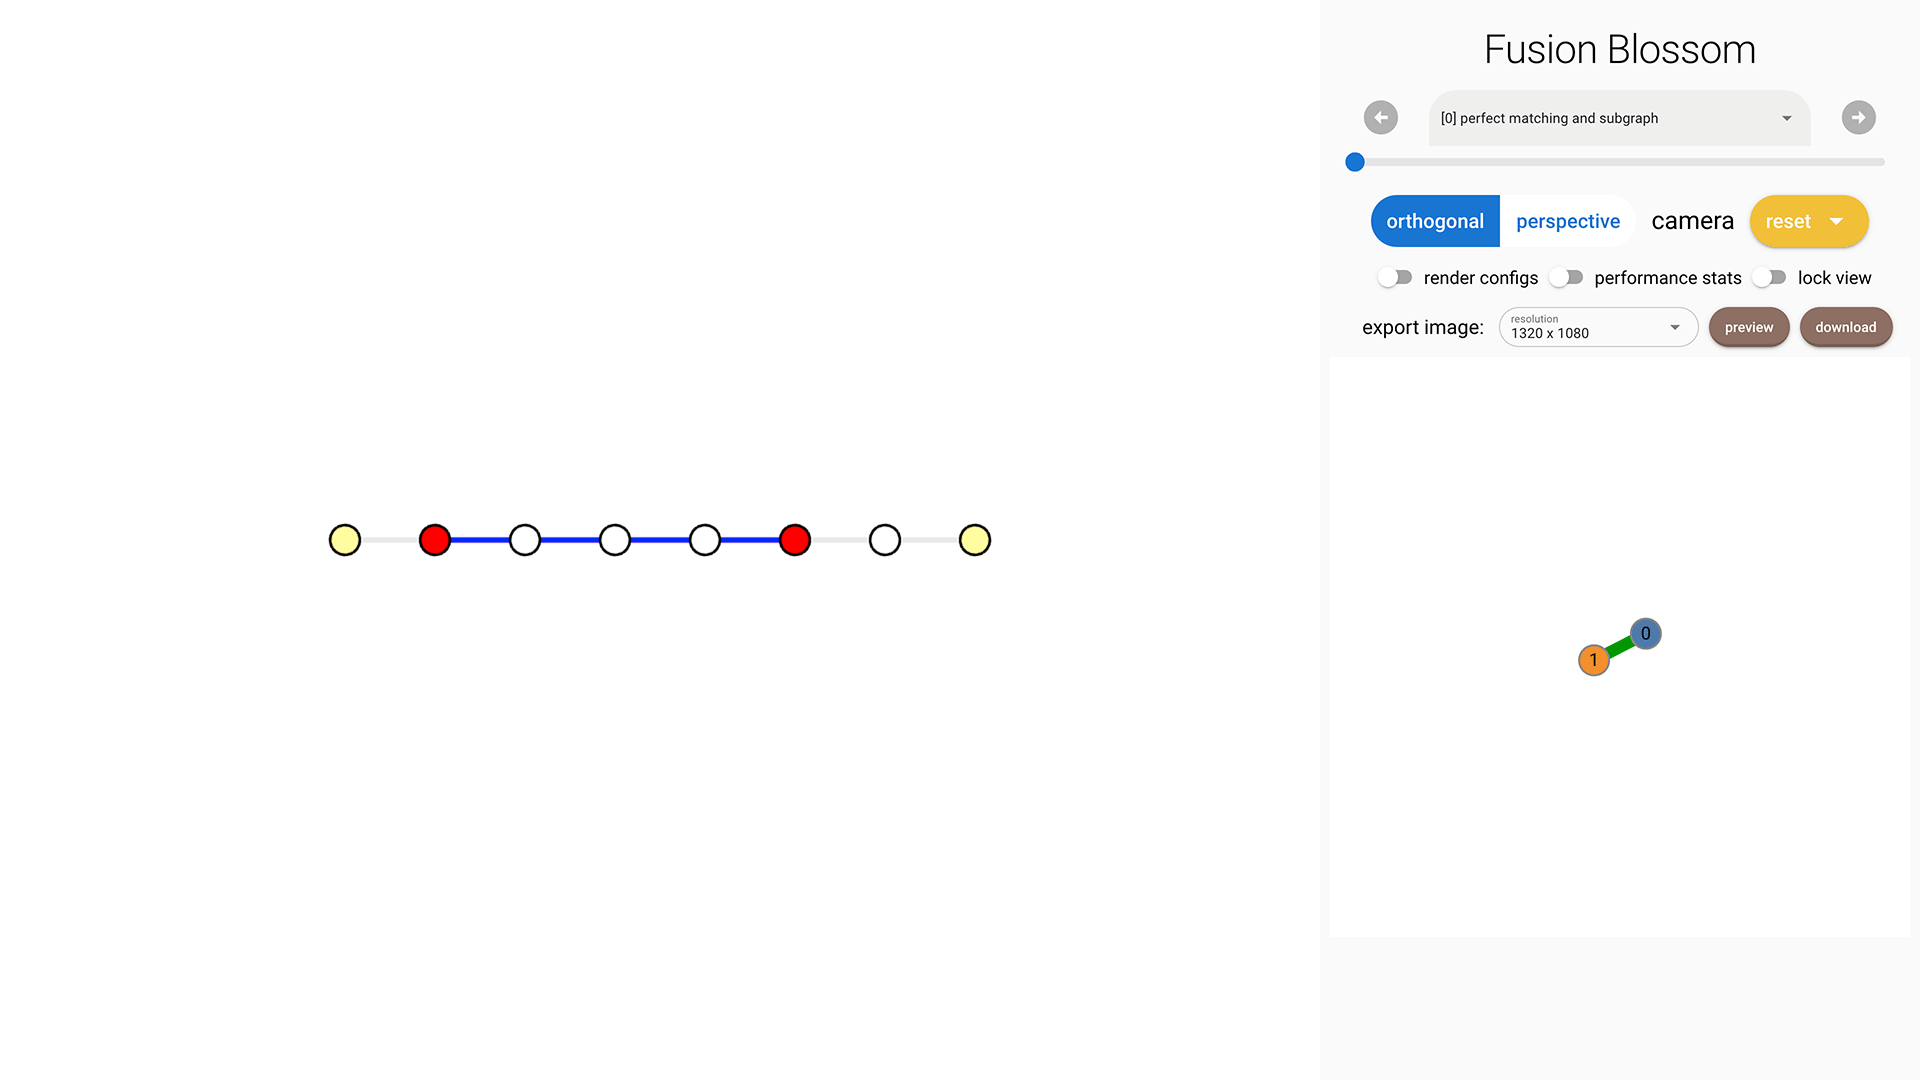 Fusion Blossom
[0] perfect matching and subgraph
orthogonal perspective camera reset
render configs performance stats lock view
export image: resolution 1320 x 1080 preview download
0
1